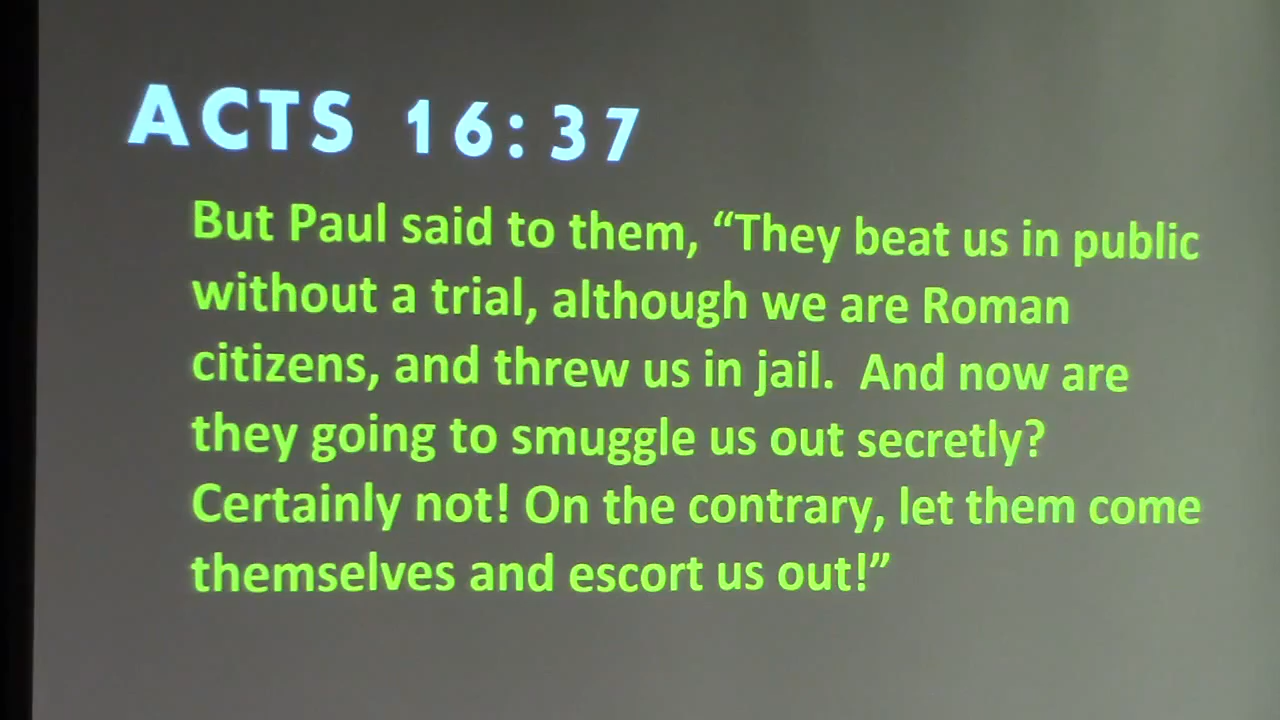 ACTS 16:37
But Paul said to them, “They beat us in public
without a trial, although we are Roman
citizens, and threw us in jail.  And now are
they going to smuggle us out secretly?
Certainly not! On the contrary, let them come
themselves and escort us out!”